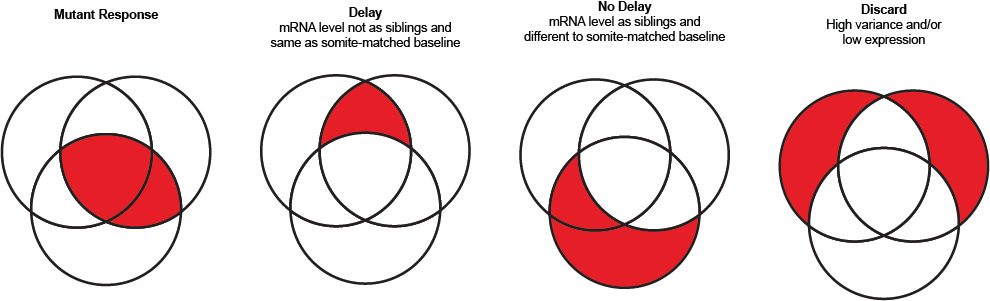 Mutant Response
Delay
mRNA level not as siblings and
same as somite-matched baseline
No Delay
mRNA level as siblings and
different to somite-matched baseline
Discard
High variance and/or
low expression